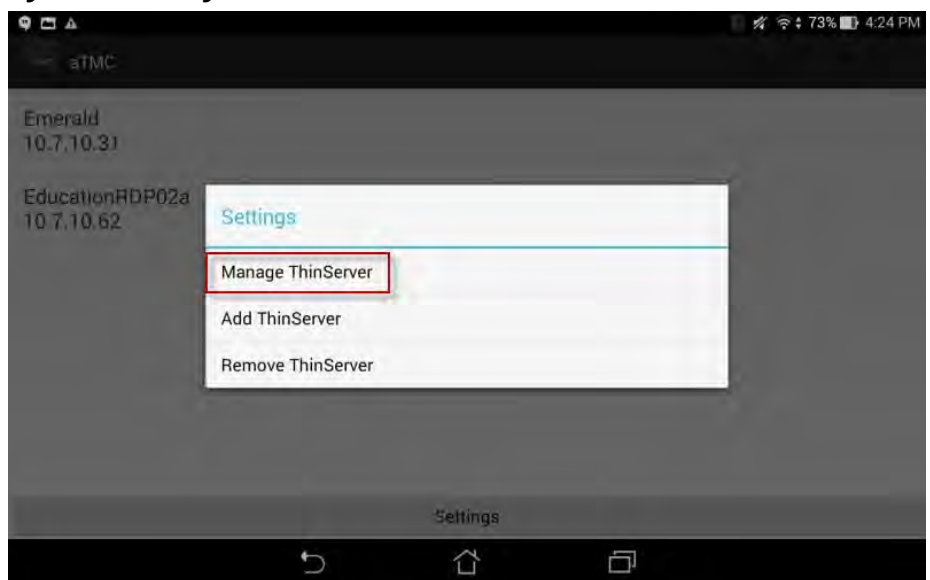 73% 4:24 PM
aTMC
Emerald
10.7.10.31
EducationRDP02a
10.7.10.62
Settings
Manage ThinServer
Add ThinServer
Remove ThinServer
Settings